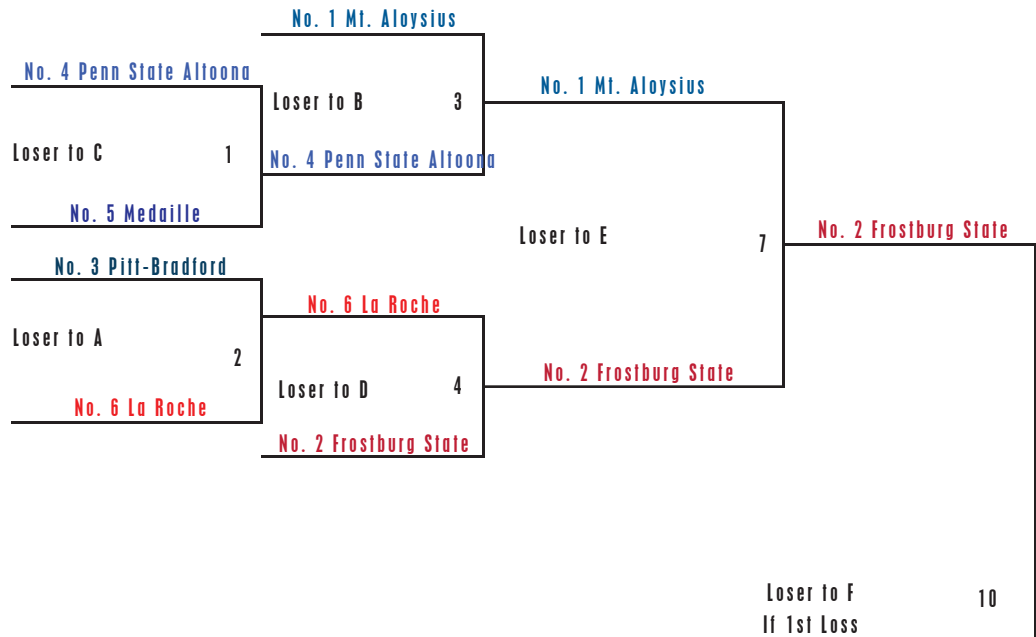 No. 1 Mt. Aloysius
No. 4 Penn State Altoona
No. 1 Mt. Aloysius
Loser to B 3
Loser to C 1
No. 4 Penn State Altoona
No. 5 Medaille
Loser to E 7
No. 2 Frostburg State
No. 3 Pitt-Bradford
No. 6 La Roche
Loser to A 2
No. 2 Frostburg State
Loser to D 4
No. 6 La Roche
No. 2 Frostburg State
Loser to F 10
If 1st Loss